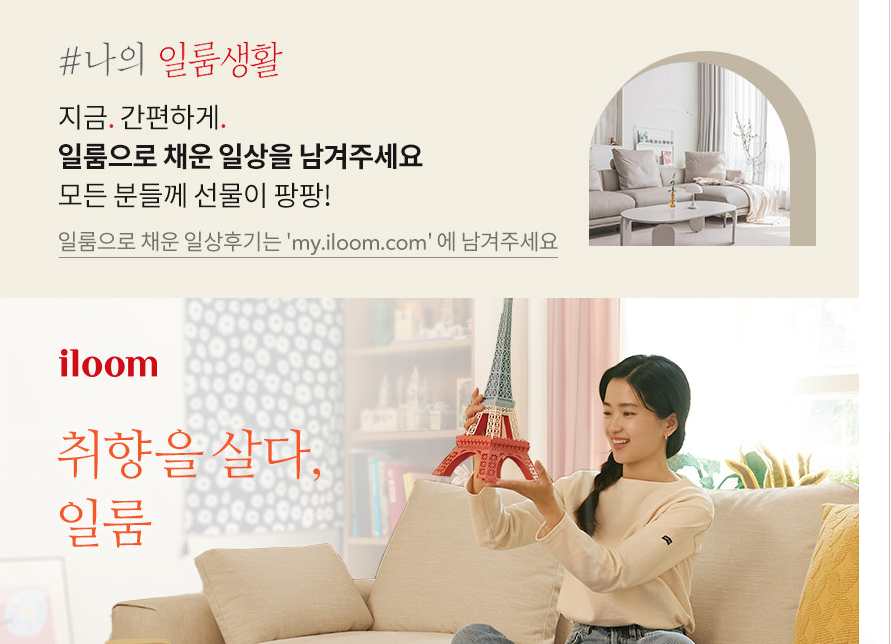 #나의 일룸생활
지금. 간편하게.
일룸으로 채운 일상을 남겨주세요
모든 분들께 선물이 팡팡!
일룸으로 채운 일상후기는 'my.iloom.com' 에 남겨주세요
iloom
취향을 살다,
일룸